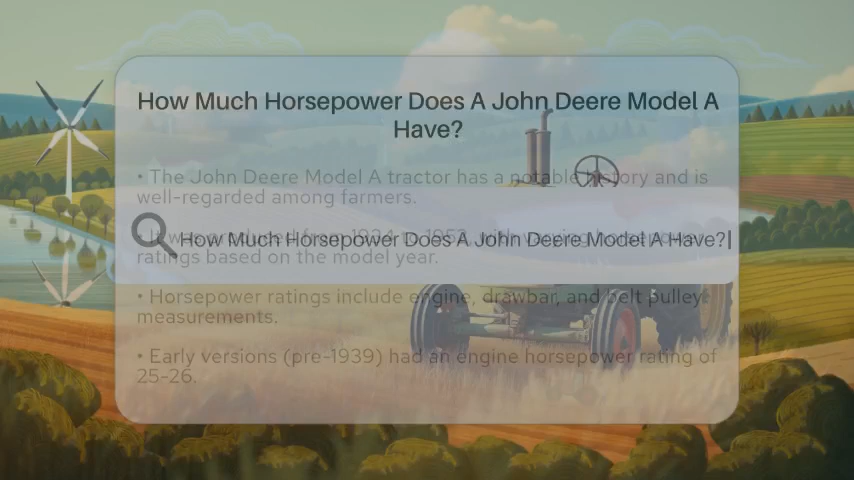 How Much Horsepower Does A John Deere Model A
Have?
• The John Deere Model A tractor has a notable history and is
well-regarded among farmers.
How Much Horsepower Does A John Deere Model A Have?
ratings based on the model year.
• Horsepower ratings include engine, drawbar, and belt pulley
measurements.
• Early versions (pre-1939) had an engine horsepower rating of
25-26.